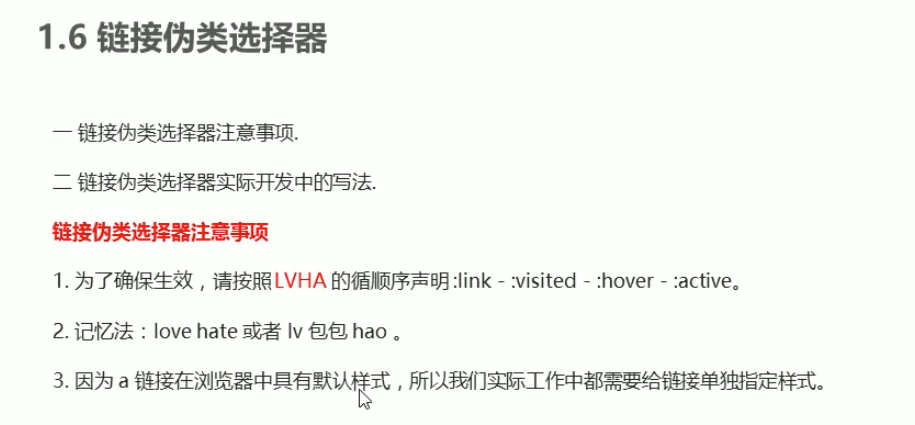 1.6 链接伪类选择器
一 链接伪类选择器注意事项.
二 链接伪类选择器实际开发中的写法.
链接伪类选择器注意事项
1. 为了确保生效，请按照 LVHA 的循顺序声明 :link - :visited - :hover - :active。
2. 记忆法：love hate 或者 lv 包包 hao 。
3. 因为 a 链接在浏览器中具有默认样式，所以我们实际工作中都需要给链接单独指定样式。